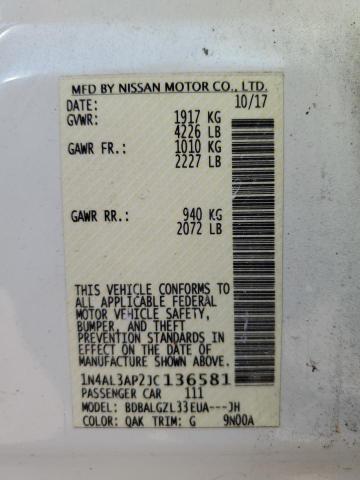 MFD BY NISSAN MOTOR CO., LTD.
DATE: 10/17
GVWR: 1917 KG
4226 LB
GAWR FR.: 1010 KG
2227 LB
GAWR RR.: 940 KG
2072 LB
THIS VEHICLE CONFORMS TO
ALL APPLICABLE FEDERAL
MOTOR VEHICLE SAFETY,
BUMPER, AND THEFT
PREVENTION STANDARDS IN
EFFECT ON THE DATE OF
MANUFACTURE SHOWN ABOVE.
1N4AL3AP2JC136581
PASSENGER CAR 111
MODEL: BDBALGZL33EUA---JH
COLOR: QAK TRIM: G 9N00A